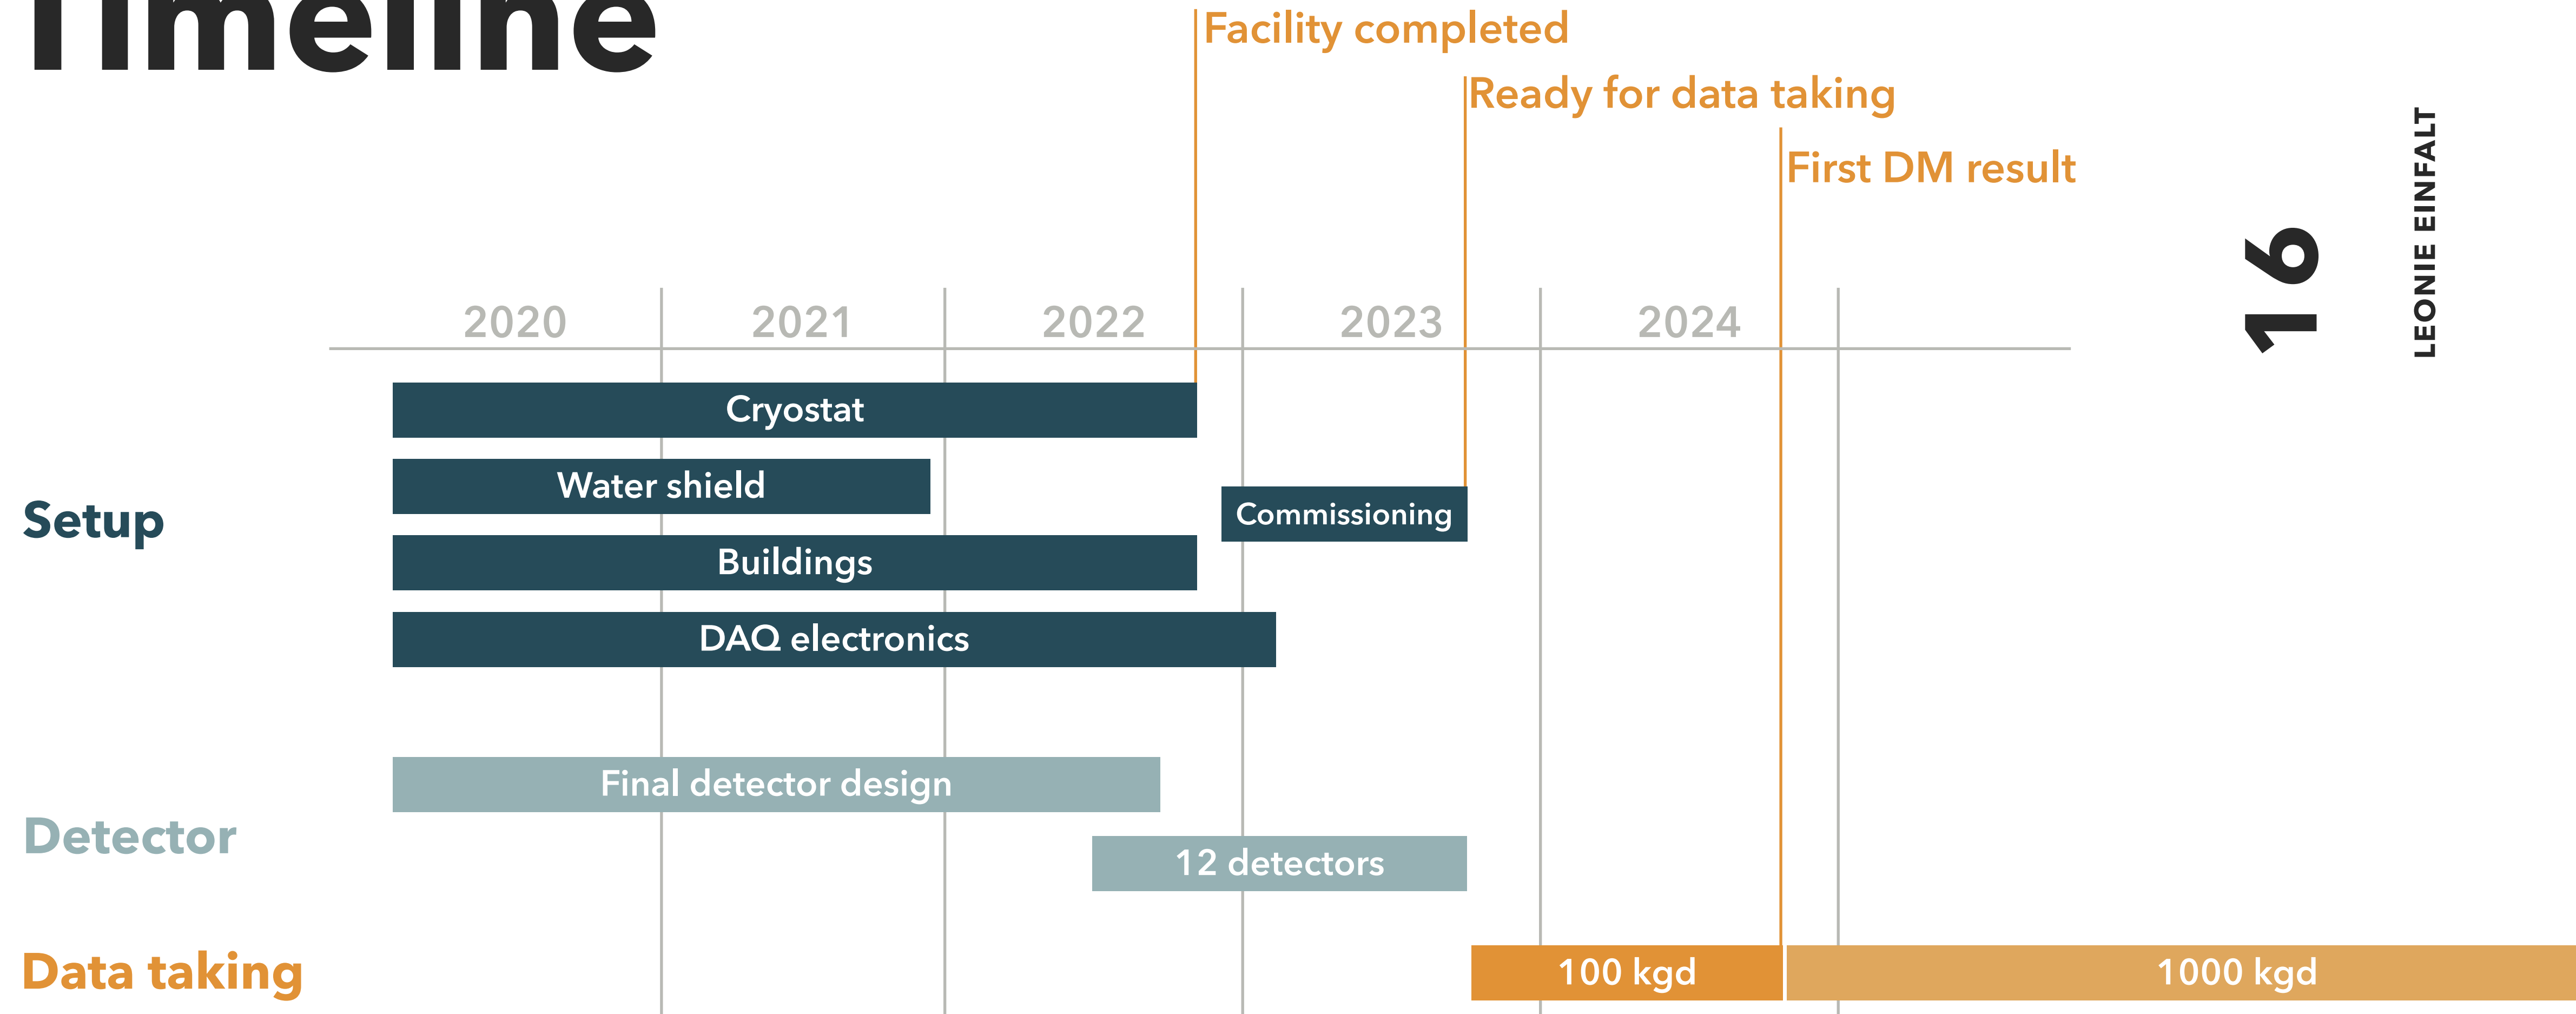 Timeline
Facility completed
Ready for data taking
First DM result
LEONIE EINFALT
16
2020 2021 2022 2023 2024
Cryostat
Water shield
Setup
Commissioning
Buildings
DAQ electronics
Final detector design
Detector
12 detectors
Data taking
100 kgd
1000 kgd